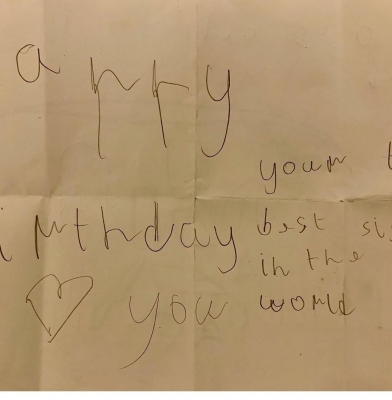 appy
your
irthday
best
in the
♡ you world